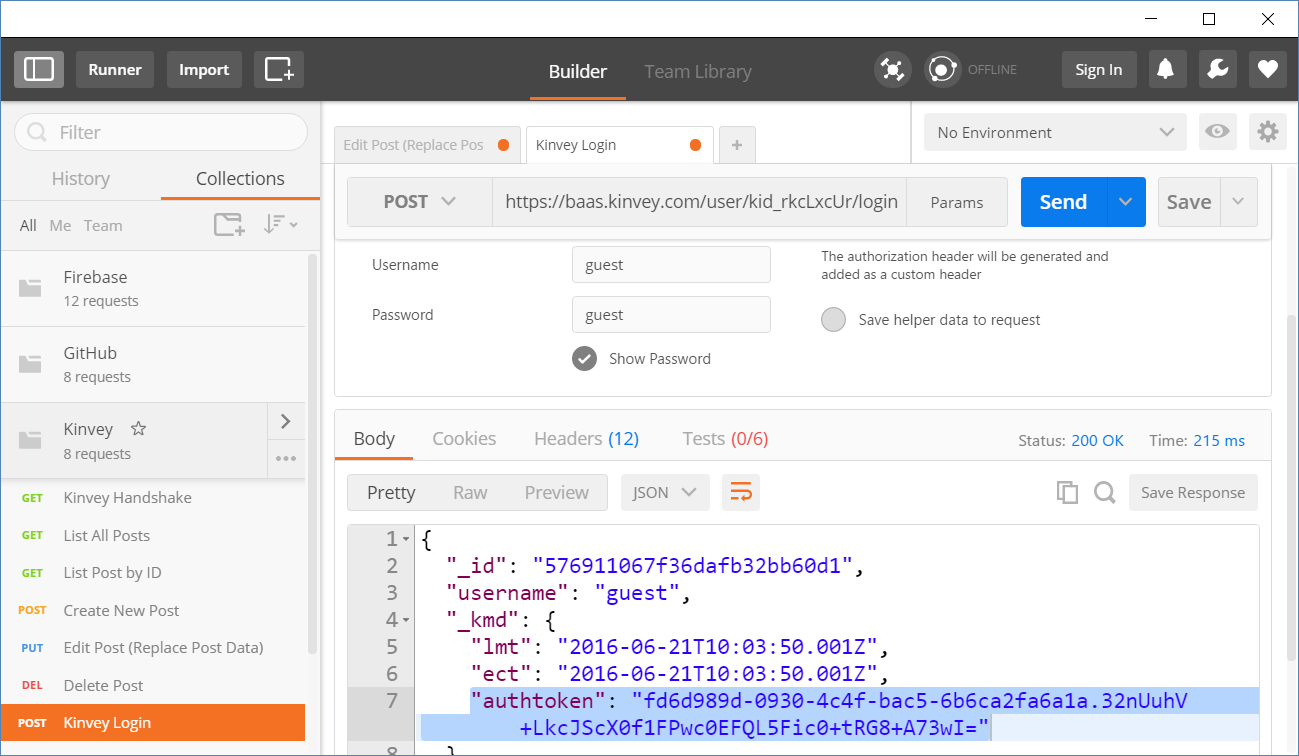 Runner
Import
Builder
Team Library
OFFLINE
Sign In
Filter
History
Collections
All Me Team
Firebase
12 requests
GitHub
8 requests
Kinvey
8 requests
GET Kinvey Handshake
GET List All Posts
GET List Post by ID
POST Create New Post
PUT Edit Post (Replace Post Data)
DEL Delete Post
POST Kinvey Login
Edit Post (Replace Pos
Kinvey Login
+
No Environment
POST
https://baas.kinvey.com/user/kid_rkcLxcUr/login
Params
Send
Save
Username
guest
Password
guest
Show Password
The authorization header will be generated and
added as a custom header
Save helper data to request
Body
Cookies
Headers (12)
Tests (0/6)
Status: 200 OK
Time: 215 ms
Pretty
Raw
Preview
JSON
Save Response
1 {
2 "_id": "576911067f36dafb32bb60d1",
3 "username": "guest",
4 "_kmd": {
5 "lmt": "2016-06-21T10:03:50.001Z",
6 "ect": "2016-06-21T10:03:50.001Z",
7 "authtoken": "fd6d989d-0930-4c4f-bac5-6b6ca2fa6a1a.32nUuhV
+LkcJScX0f1FPwc0EFQL5Fic0+tRG8+A73wI="
8 }